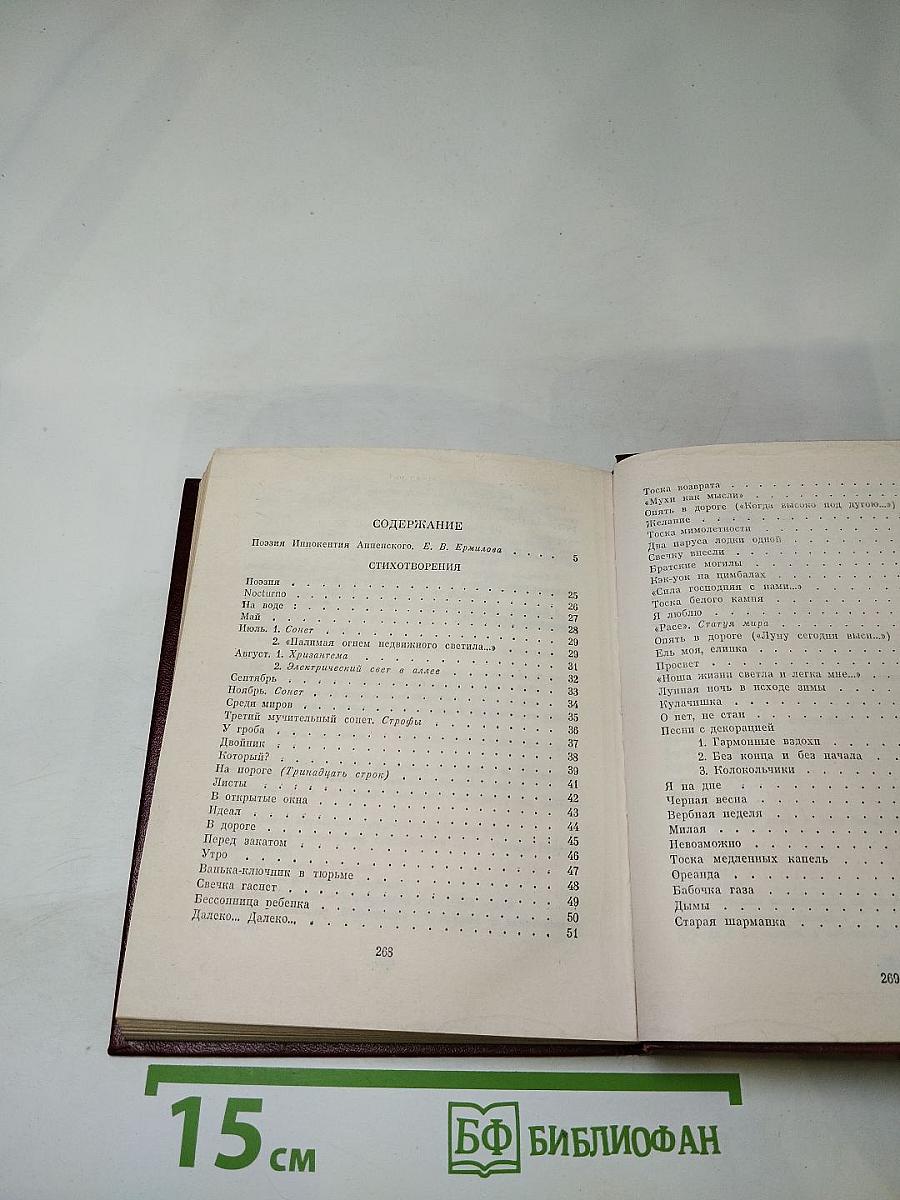 СОДЕРЖАНИЕ
Поэзия Иннокентия Анненского. Е. В. Ермилова . . . . . 5
СТИХОТВОРЕНИЯ
Поэзия . . . . . 25
Nocturno . . . . . 26
На воде . . . . . 27
Май . . . . . 28
Июль. 1. Сонет . . . . . 29
2. «Палимая огнем недвижного светила...» . . . . . 29
Август. 1. Хризантема . . . . . 31
2. Электрический свет в аллее . . . . . 32
Сентябрь . . . . . 33
Ноябрь. Сонет . . . . . 34
Среди миров . . . . . 35
Третий мучительный сонет. Строфы . . . . . 36
У гроба . . . . . 37
Двойник . . . . . 38
Который? . . . . . 39
На пороге (Тринадцать строк) . . . . . 41
Листы . . . . . 42
В открытые окна . . . . . 43
Идеал . . . . . 44
В дороге . . . . . 45
Перед закатом . . . . . 46
Утро . . . . . 47
Ванька-ключник в тюрьме . . . . . 48
Свечка гаснет . . . . . 49
Бессонница ребенка . . . . . 50
Далеко... Далеко... . . . . . 51
268
Тоска возврата . . . . .
«Мухи как мысли» . . . . .
Опять в дороге («Когда высоко под дугою...»)
Желание . . . . .
Тоска мимолетности . . . . .
Два паруса лодки одной . . . . .
Свечку внесли . . . . .
Братские могилы . . . . .
Кэк-уок на цимбалах . . . . .
«Сила господняя с нами...» . . . . .
Тоска белого камня . . . . .
Я люблю . . . . .
«Расе». Статуя мира . . . . .
Опять в дороге («Луну сегодня выси...») .
Ель моя, елинка . . . . .
Просвет . . . . .
«Ноша жизни светла и легка мне...» . . .
Лунная ночь в исходе зимы . . . . .
Кулачишка . . . . .
О нет, не стан . . . . .
Песни с декорацией
1. Гармонные вздохи . . . . .
2. Без конца и без начала . . .
3. Колокольчики . . . . .
Я на дне . . . . .
Черная весна . . . . .
Вербная неделя . . . . .
Милая . . . . .
Невозможно . . . . .
Тоска медленных капель . . . . .
Ореанда . . . . .
Бабочка газа . . . . .
Дымы . . . . .
Старая шарманка . . . . .
269
15 см
БФ БИБЛИОФАН